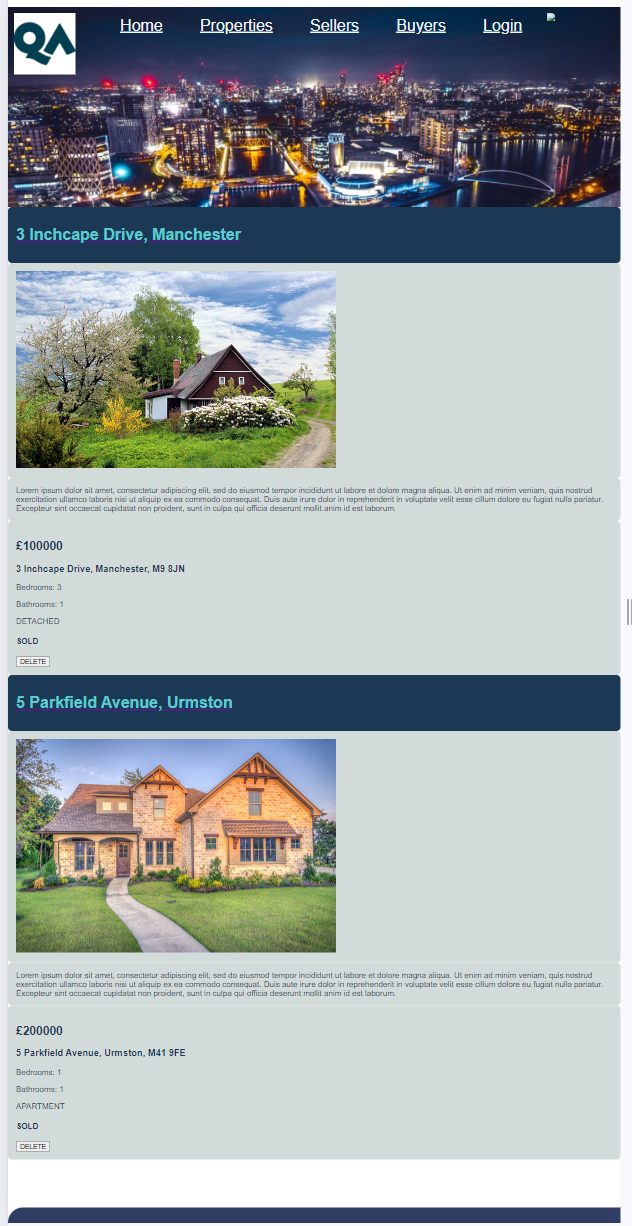 QA
Home Properties Sellers Buyers Login
3 Inchcape Drive, Manchester
Lorem ipsum dolor sit amet, consectetur adipiscing elit, sed do eiusmod tempor incididunt ut labore et dolore magna aliqua. Ut enim ad minim veniam, quis nostrud
exercitation ullamco laboris nisi ut aliquip ex ea commodo consequat. Duis aute irure dolor in reprehenderit in voluptate velit esse cillum dolore eu fugiat nulla pariatur.
Excepteur sint occaecat cupidatat non proident, sunt in culpa qui officia deserunt mollit anim id est laborum.
£100000
3 Inchcape Drive, Manchester, M9 8JN
Bedrooms: 3
Bathrooms: 1
DETACHED
SOLD
DELETE
5 Parkfield Avenue, Urmston
Lorem ipsum dolor sit amet, consectetur adipiscing elit, sed do eiusmod tempor incididunt ut labore et dolore magna aliqua. Ut enim ad minim veniam, quis nostrud
exercitation ullamco laboris nisi ut aliquip ex ea commodo consequat. Duis aute irure dolor in reprehenderit in voluptate velit esse cillum dolore eu fugiat nulla pariatur.
Excepteur sint occaecat cupidatat non proident, sunt in culpa qui officia deserunt mollit anim id est laborum.
£200000
5 Parkfield Avenue, Urmston, M41 9FE
Bedrooms: 1
Bathrooms: 1
APARTMENT
SOLD
DELETE